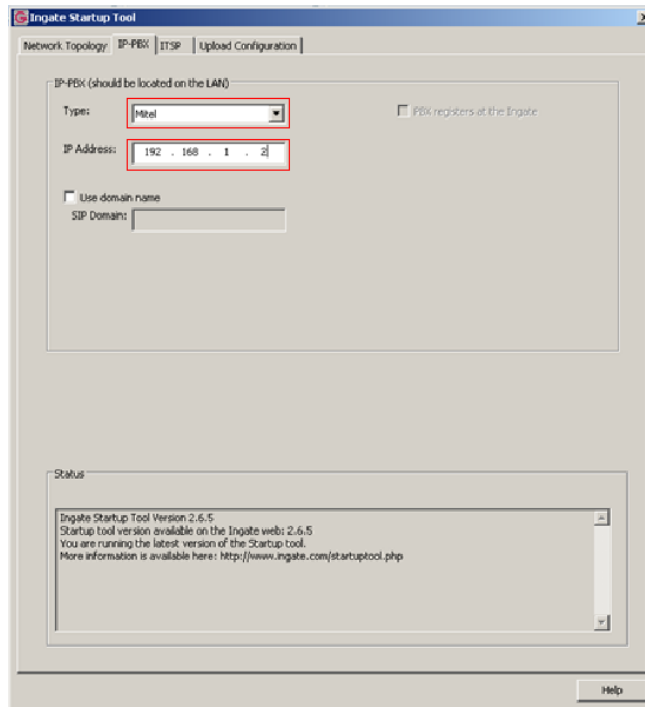 Ingate Startup Tool
Network Topology IP-PBX ITSP Upload Configuration
IP-PBX (should be located on the LAN)
Type: Mitel PBX registers at the Ingate
IP Address: 192 . 168 . 1 . 2
Use domain name
SIP Domain:
Status
Ingate Startup Tool Version 2.6.5
Startup tool version available on the Ingate web: 2.6.5
You are running the latest version of the Startup tool.
More information is available here: http://www.ingate.com/startuptool.php
Help